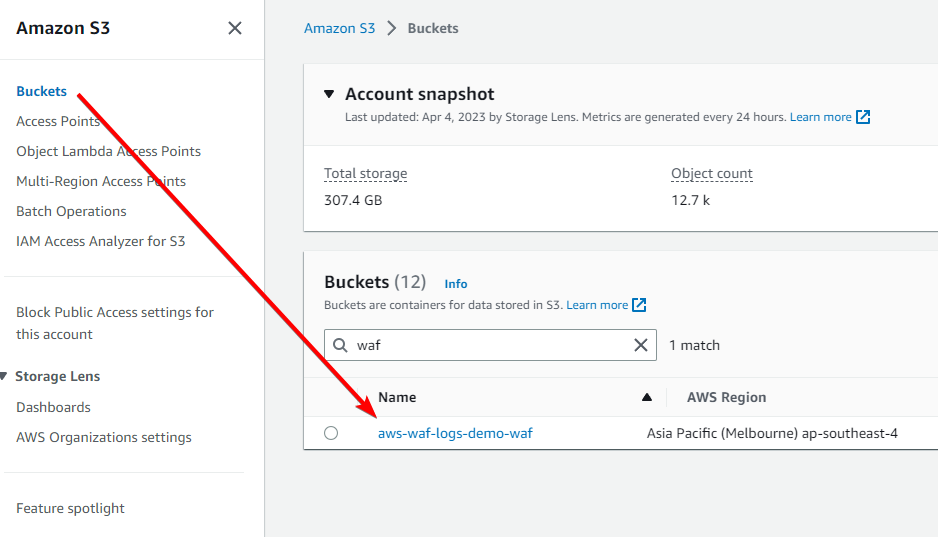 Amazon S3
Buckets
Access Points
Object Lambda Access Points
Multi-Region Access Points
Batch Operations
IAM Access Analyzer for S3
Block Public Access settings for
this account
Storage Lens
Dashboards
AWS Organizations settings
Feature spotlight
Amazon S3 > Buckets
Account snapshot
Last updated: Apr 4, 2023 by Storage Lens. Metrics are generated every 24 hours. Learn more
Total storage Object count
307.4 GB 12.7 k
Buckets (12) Info
Buckets are containers for data stored in S3. Learn more
waf 1 match
Name AWS Region
aws-waf-logs-demo-waf Asia Pacific (Melbourne) ap-southeast-4